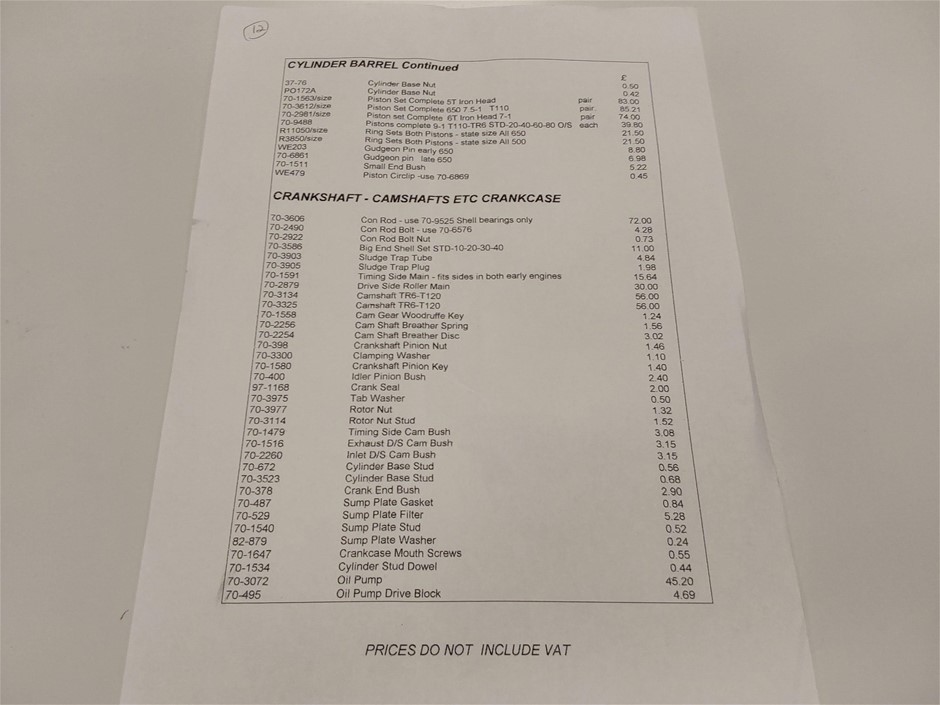 12
CYLINDER BARREL Continued
£
37-76 Cylinder Base Nut 0.50
PO172A Cylinder Base Nut 0.42
70-1563/size Piston Set Complete 5T Iron Head pair 83.00
70-3612/size Piston Set Complete 650 7.5-1 T110 pair. 85.21
70-2981/size Piston set Complete 6T Iron Head 7-1 pair 74.00
70-9488 Pistons complete 9-1 T110-TR6 STD-20-40-60-80 O/S each 39.80
R11050/size Ring Sets Both Pistons - state size All 650 21.50
R3850/size Ring Sets Both Pistons - state size All 500 21.50
WE203 Gudgeon Pin early 650 8.80
70-6861 Gudgeon pin late 650 6.98
70-1511 Small End Bush 5.22
WE479 Piston Circlip -use 70-6869 0.45
CRANKSHAFT - CAMSHAFTS ETC CRANKCASE
70-3606 Con Rod - use 70-9525 Shell bearings only 72.00
70-2490 Con Rod Bolt - use 70-6576 4.28
70-2922 Con Rod Bolt Nut 0.73
70-3586 Big End Shell Set STD-10-20-30-40 11.00
70-3903 Sludge Trap Tube 4.84
70-3905 Sludge Trap Plug 1.98
70-1591 Timing Side Main - fits sides in both early engines 15.64
70-2879 Drive Side Roller Main 30.00
70-3134 Camshaft TR6-T120 56.00
70-3325 Camshaft TR6-T120 56.00
70-1558 Cam Gear Woodruffe Key 1.24
70-2256 Cam Shaft Breather Spring 1.56
70-2254 Cam Shaft Breather Disc 3.02
70-398 Crankshaft Pinion Nut 1.46
70-3300 Clamping Washer 1.10
70-1580 Crankshaft Pinion Key 1.40
70-400 Idler Pinion Bush 2.40
97-1168 Crank Seal 2.00
70-3975 Tab Washer 0.50
70-3977 Rotor Nut 1.32
70-3114 Rotor Nut Stud 1.52
70-1479 Timing Side Cam Bush 3.08
70-1516 Exhaust D/S Cam Bush 3.15
70-2260 Inlet D/S Cam Bush 3.15
70-672 Cylinder Base Stud 0.56
70-3523 Cylinder Base Stud 0.68
70-378 Crank End Bush 2.90
70-487 Sump Plate Gasket 0.84
70-529 Sump Plate Filter 5.28
70-1540 Sump Plate Stud 0.52
82-879 Sump Plate Washer 0.24
70-1647 Crankcase Mouth Screws 0.55
70-1534 Cylinder Stud Dowel 0.44
70-3072 Oil Pump 45.20
70-495 Oil Pump Drive Block 4.69
PRICES DO NOT INCLUDE VAT